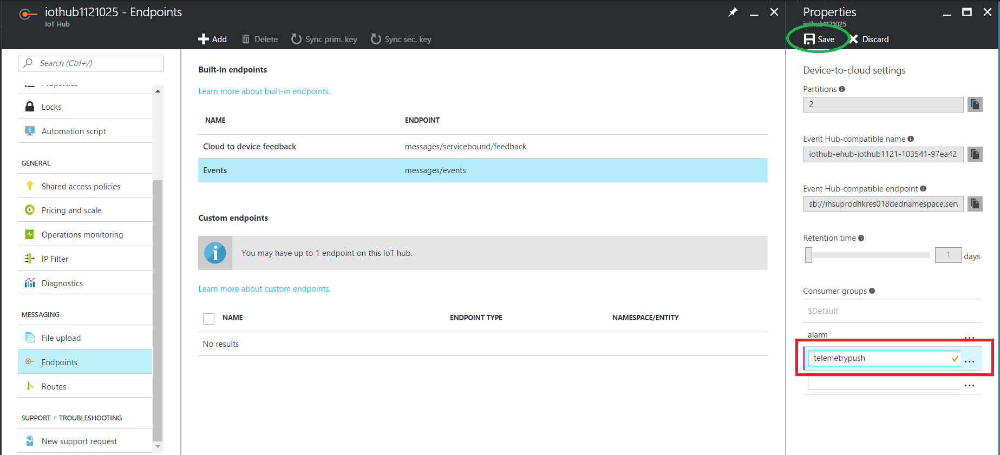 iothub1121025 - Endpoints
IoT Hub
Add
Delete
Sync prim. key
Sync sec. key
Search (Ctrl+/)
Properties
Locks
Automation script
GENERAL
Shared access policies
Pricing and scale
Operations monitoring
IP Filter
Diagnostics
MESSAGING
File upload
Endpoints
Routes
SUPPORT + TROUBLESHOOTING
New support request
Built-in endpoints
Learn more about built-in endpoints.
NAME ENDPOINT
Cloud to device feedback messages/servicebound/feedback
Events messages/events
Custom endpoints
You may have up to 1 endpoint on this IoT hub.
Learn more about custom endpoints.
NAME ENDPOINT TYPE NAMESPACE/ENTITY
No results
Properties
iothub1121025
Save
Discard
Device-to-cloud settings
Partitions
2
Event Hub-compatible name
iothub-ehub-iothub1121-103541-97ea42
Event Hub-compatible endpoint
sb://ihsuprodhkres018dednamespace.serv
Retention time
1 days
Consumer groups
$Default
alarm ...
telemetrypush ...
...